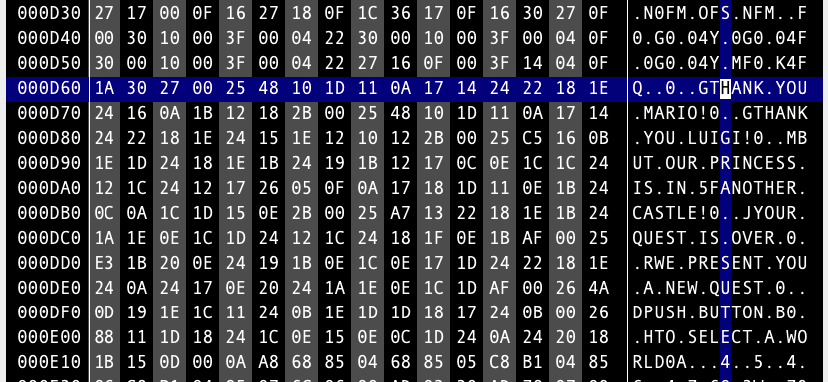 000D30 27 17 00 0F 16 27 18 0F 1C 36 17 0F 16 30 27 0F .N0FM.OFS.NFM..F
000D40 00 30 10 00 3F 00 04 22 30 00 10 00 3F 00 04 0F 0.G0.04Y.0G0.04F
000D50 30 00 10 00 3F 00 04 22 27 16 0F 00 3F 14 04 0F .0G0.04Y.MF0.K4F
000D60 1A 30 27 00 25 48 10 1D 11 0A 17 14 24 22 18 1E Q..0..GTHANK.YOU
000D70 24 16 0A 1B 12 18 2B 00 25 48 10 1D 11 0A 17 14 .MARIO!0..GTHANK
000D80 24 22 18 1E 24 15 1E 12 10 12 2B 00 25 C5 16 0B .YOU.LUIGI!0..MB
000D90 1E 1D 24 18 1E 1B 24 19 1B 12 17 0C 0E 1C 1C 24 UT.OUR.PRINCESS.
000DA0 12 1C 24 12 17 26 05 0F 0A 17 18 1D 11 0E 1B 24 IS.IN.5FANOTHER.
000DB0 0C 0A 1C 1D 15 0E 2B 00 25 A7 13 22 18 1E 1B 24 CASTLE!0..JYOUR.
000DC0 1A 1E 0E 1C 1D 24 12 1C 24 18 1F 0E 1B AF 00 25 QUEST.IS.OVER.0.
000DD0 E3 1B 20 0E 24 19 1B 0E 1C 0E 17 1D 24 22 18 1E .RWE.PRESENT.YOU
000DE0 24 0A 24 17 0E 20 24 1A 1E 0E 1C 1D AF 00 26 4A .A.NEW.QUEST.0..
000DF0 0D 19 1E 1C 11 24 0B 1E 1D 1D 18 17 24 0B 00 26 DPUSH.BUTTON.B0.
000E00 88 11 1D 18 24 1C 0E 15 0E 0C 1D 24 0A 24 20 18 .HTO.SELECT.A.WO
000E10 1B 15 0D 00 0A A8 68 85 04 68 85 05 C8 B1 04 85 RLD0A...4..5..4.